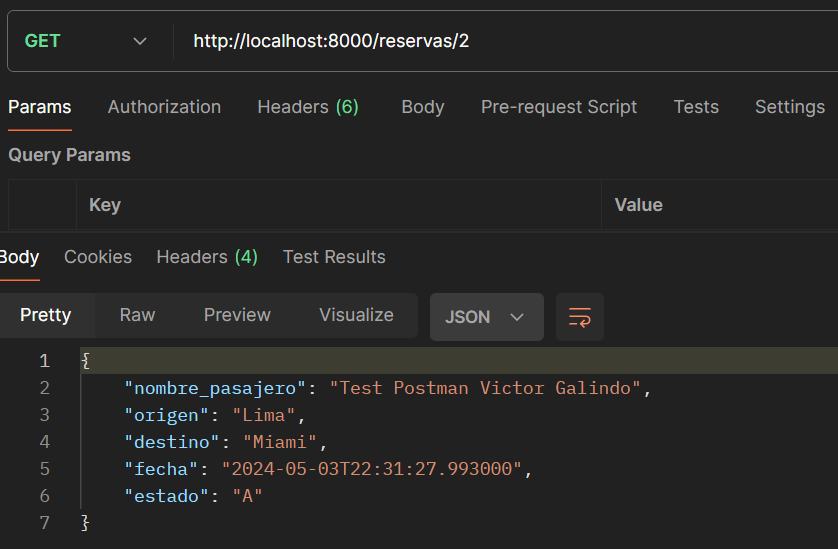 GET http://localhost:8000/reservas/2
Params Authorization Headers (6) Body Pre-request Script Tests Settings
Query Params
Key Value
Body Cookies Headers (4) Test Results
Pretty Raw Preview Visualize JSON
1 {
2 "nombre_pasajero": "Test Postman Victor Galindo",
3 "origen": "Lima",
4 "destino": "Miami",
5 "fecha": "2024-05-03T22:31:27.993000",
6 "estado": "A"
7 }